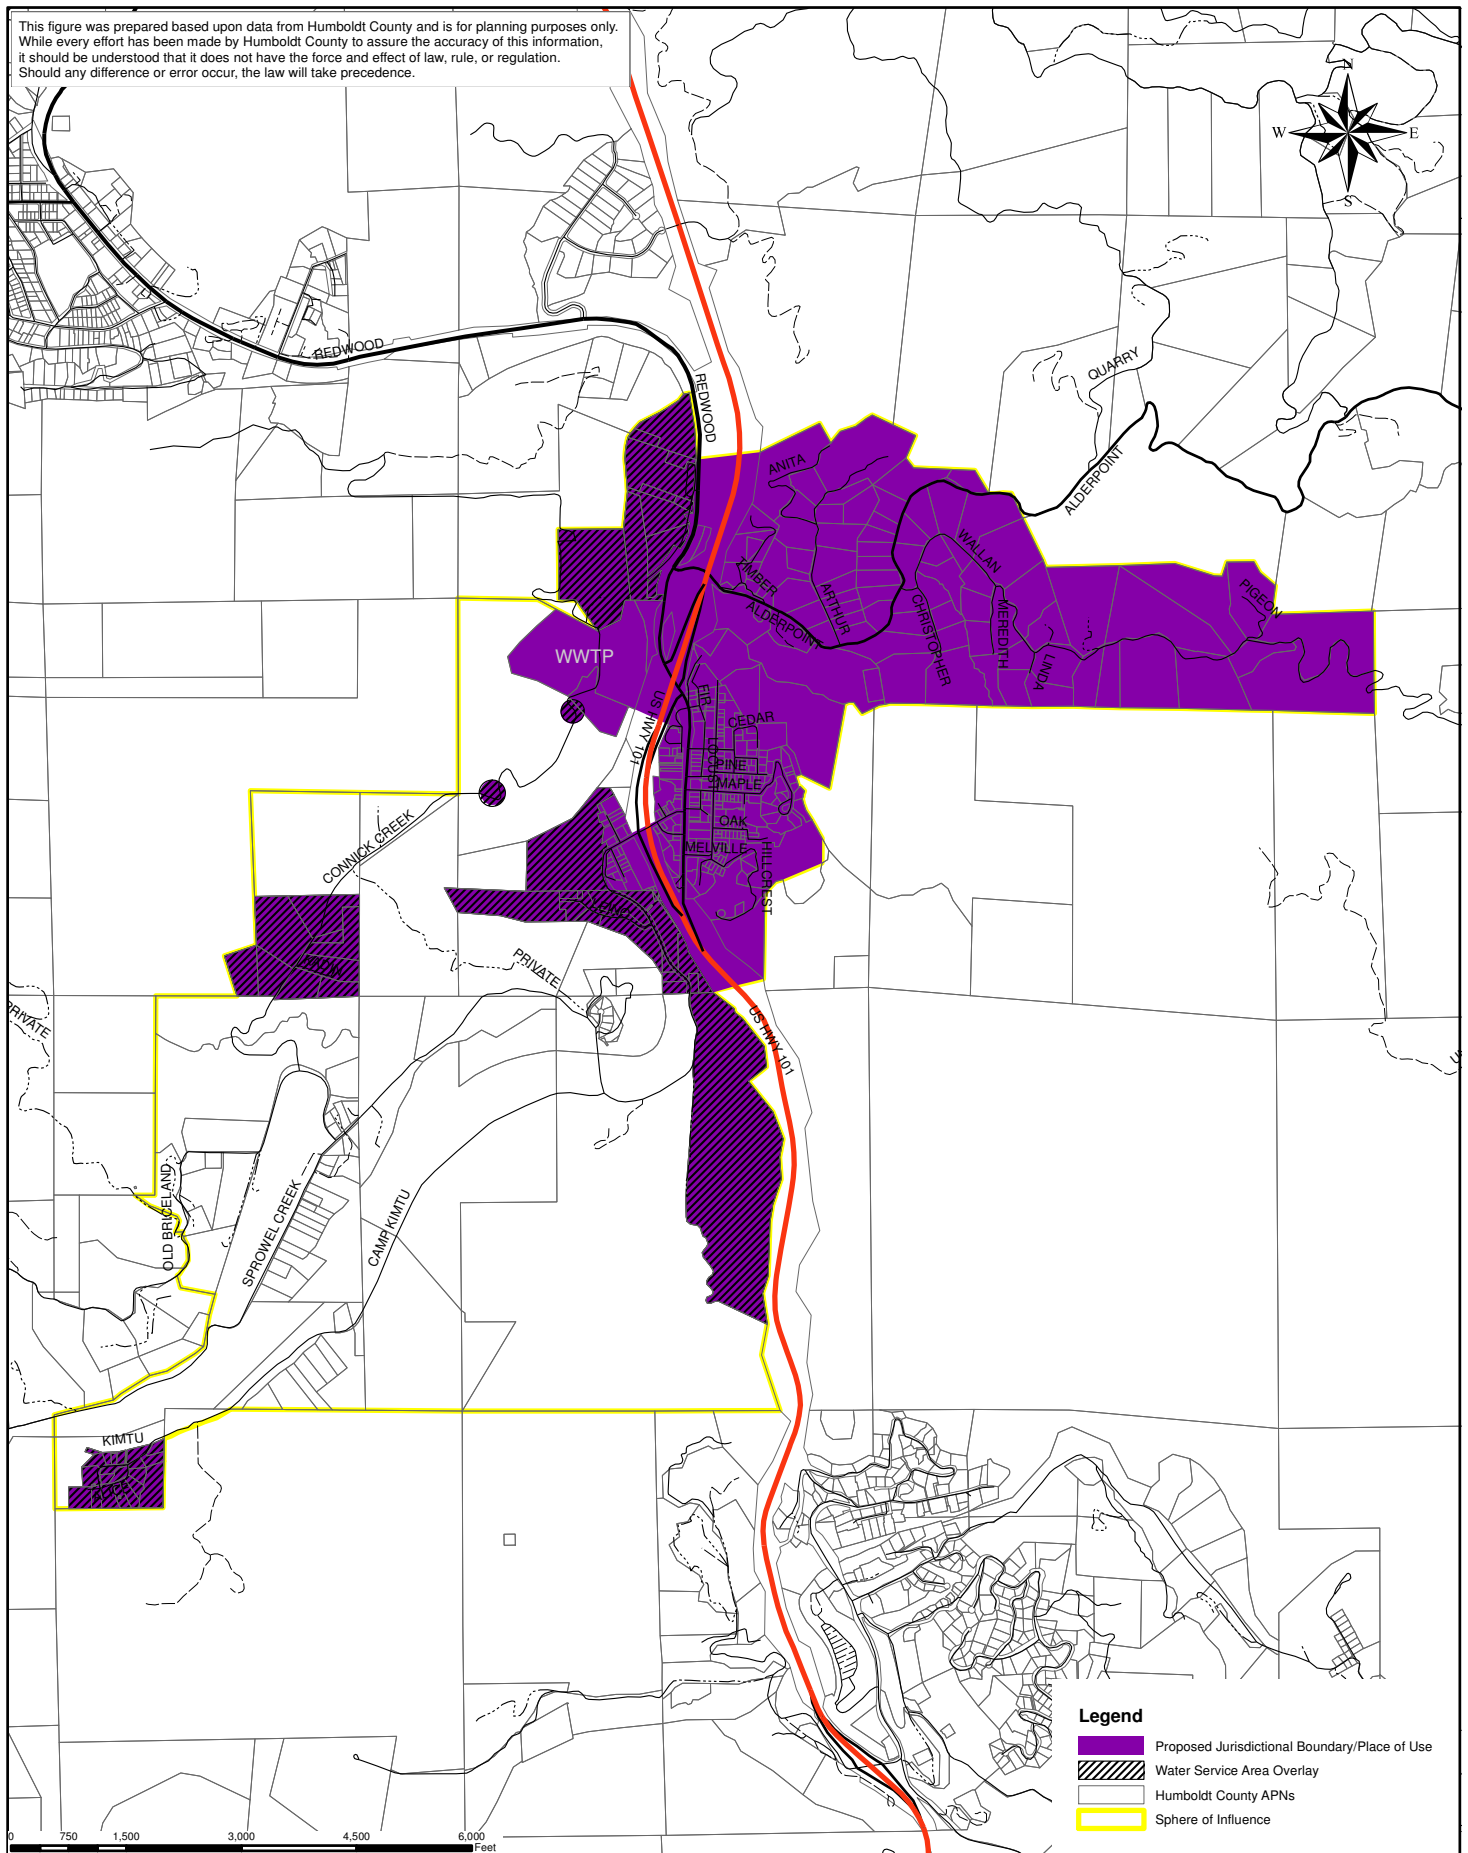 This figure was prepared based upon data from Humboldt County and is for planning purposes only.
While every effort has been made by Humboldt County to assure the accuracy of this information,
it should be understood that it does not have the force and effect of law, rule, or regulation.
Should any difference or error occur, the law will take precedence.
N
W
E
S
REDWOOD
REDWOOD
QUARRY
ALDERPOINT
ANITA
WALLAN
TIMBER
ARTHUR
ALDERPOINT
CHRISTOPHER
MEREDITH
LINDA
PIGEON
WWTP
US HWY 101
FIR
CEDAR
LOCUST
PINE
MAPLE
OAK
MELVILLE
HILLCREST
CONNICK CREEK
LEINO
PRIVATE
PRIVATE
US HWY 101
OLD BRICELAND
SPROWEL CREEK
CAMP KIMTU
KIMTU
Legend
Proposed Jurisdictional Boundary/Place of Use
Water Service Area Overlay
Humboldt County APNs
Sphere of Influence
0 750 1,500 3,000 4,500 6,000
Feet